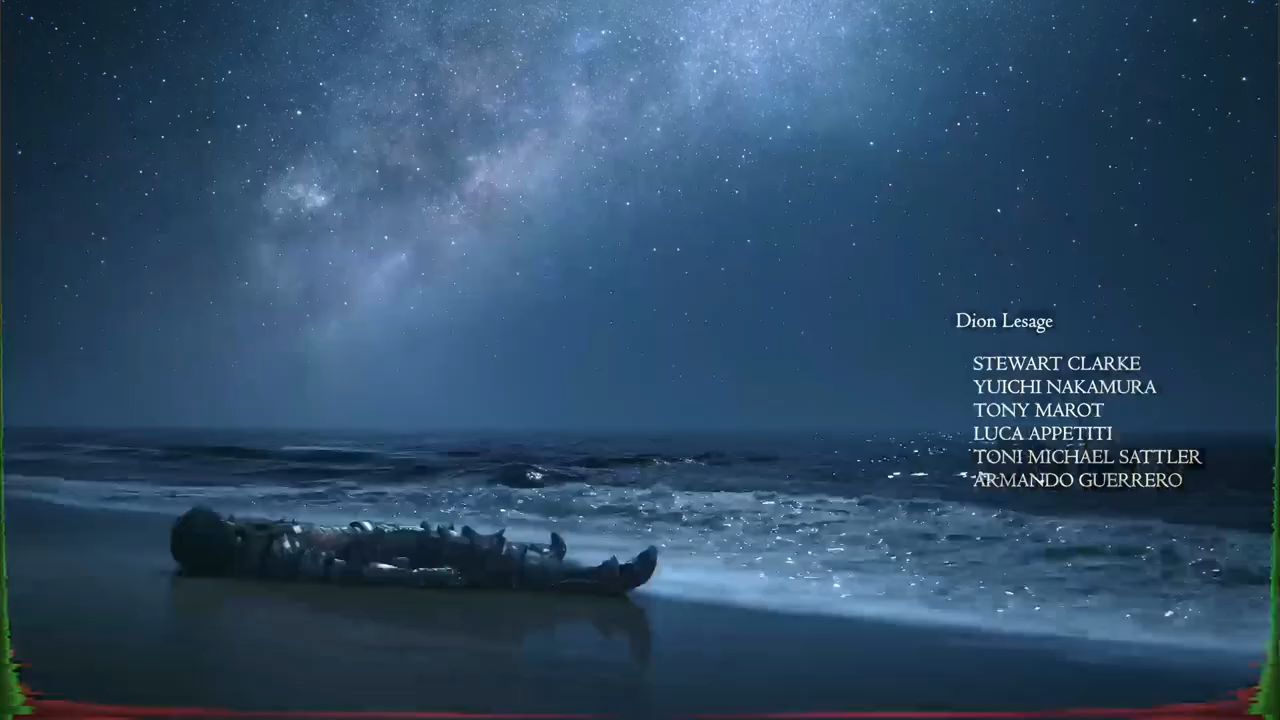 Dion Lesage
STEWART CLARKE
YUICHI NAKAMURA
TONY MAROT
LUCA APPETITI
TONI MICHAEL SATTLER
ARMANDO GUERRERO